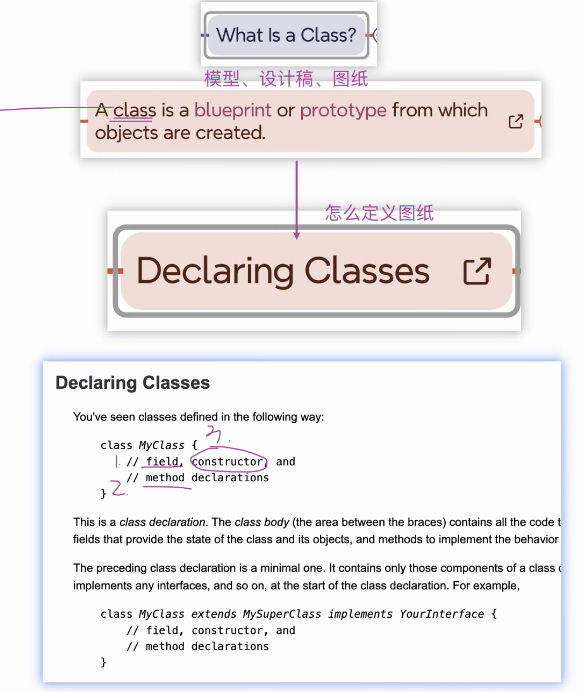 What Is a Class?
模型、设计稿、图纸
A class is a blueprint or prototype from which
objects are created.
怎么定义图纸
Declaring Classes
Declaring Classes
You've seen classes defined in the following way:
class MyClass {
3.
1. // field, constructor, and
// method declarations
} 2.
This is a class declaration. The class body (the area between the braces) contains all the code t
fields that provide the state of the class and its objects, and methods to implement the behavior
The preceding class declaration is a minimal one. It contains only those components of a class
implements any interfaces, and so on, at the start of the class declaration. For example,
class MyClass extends MySuperClass implements YourInterface {
// field, constructor, and
// method declarations
}